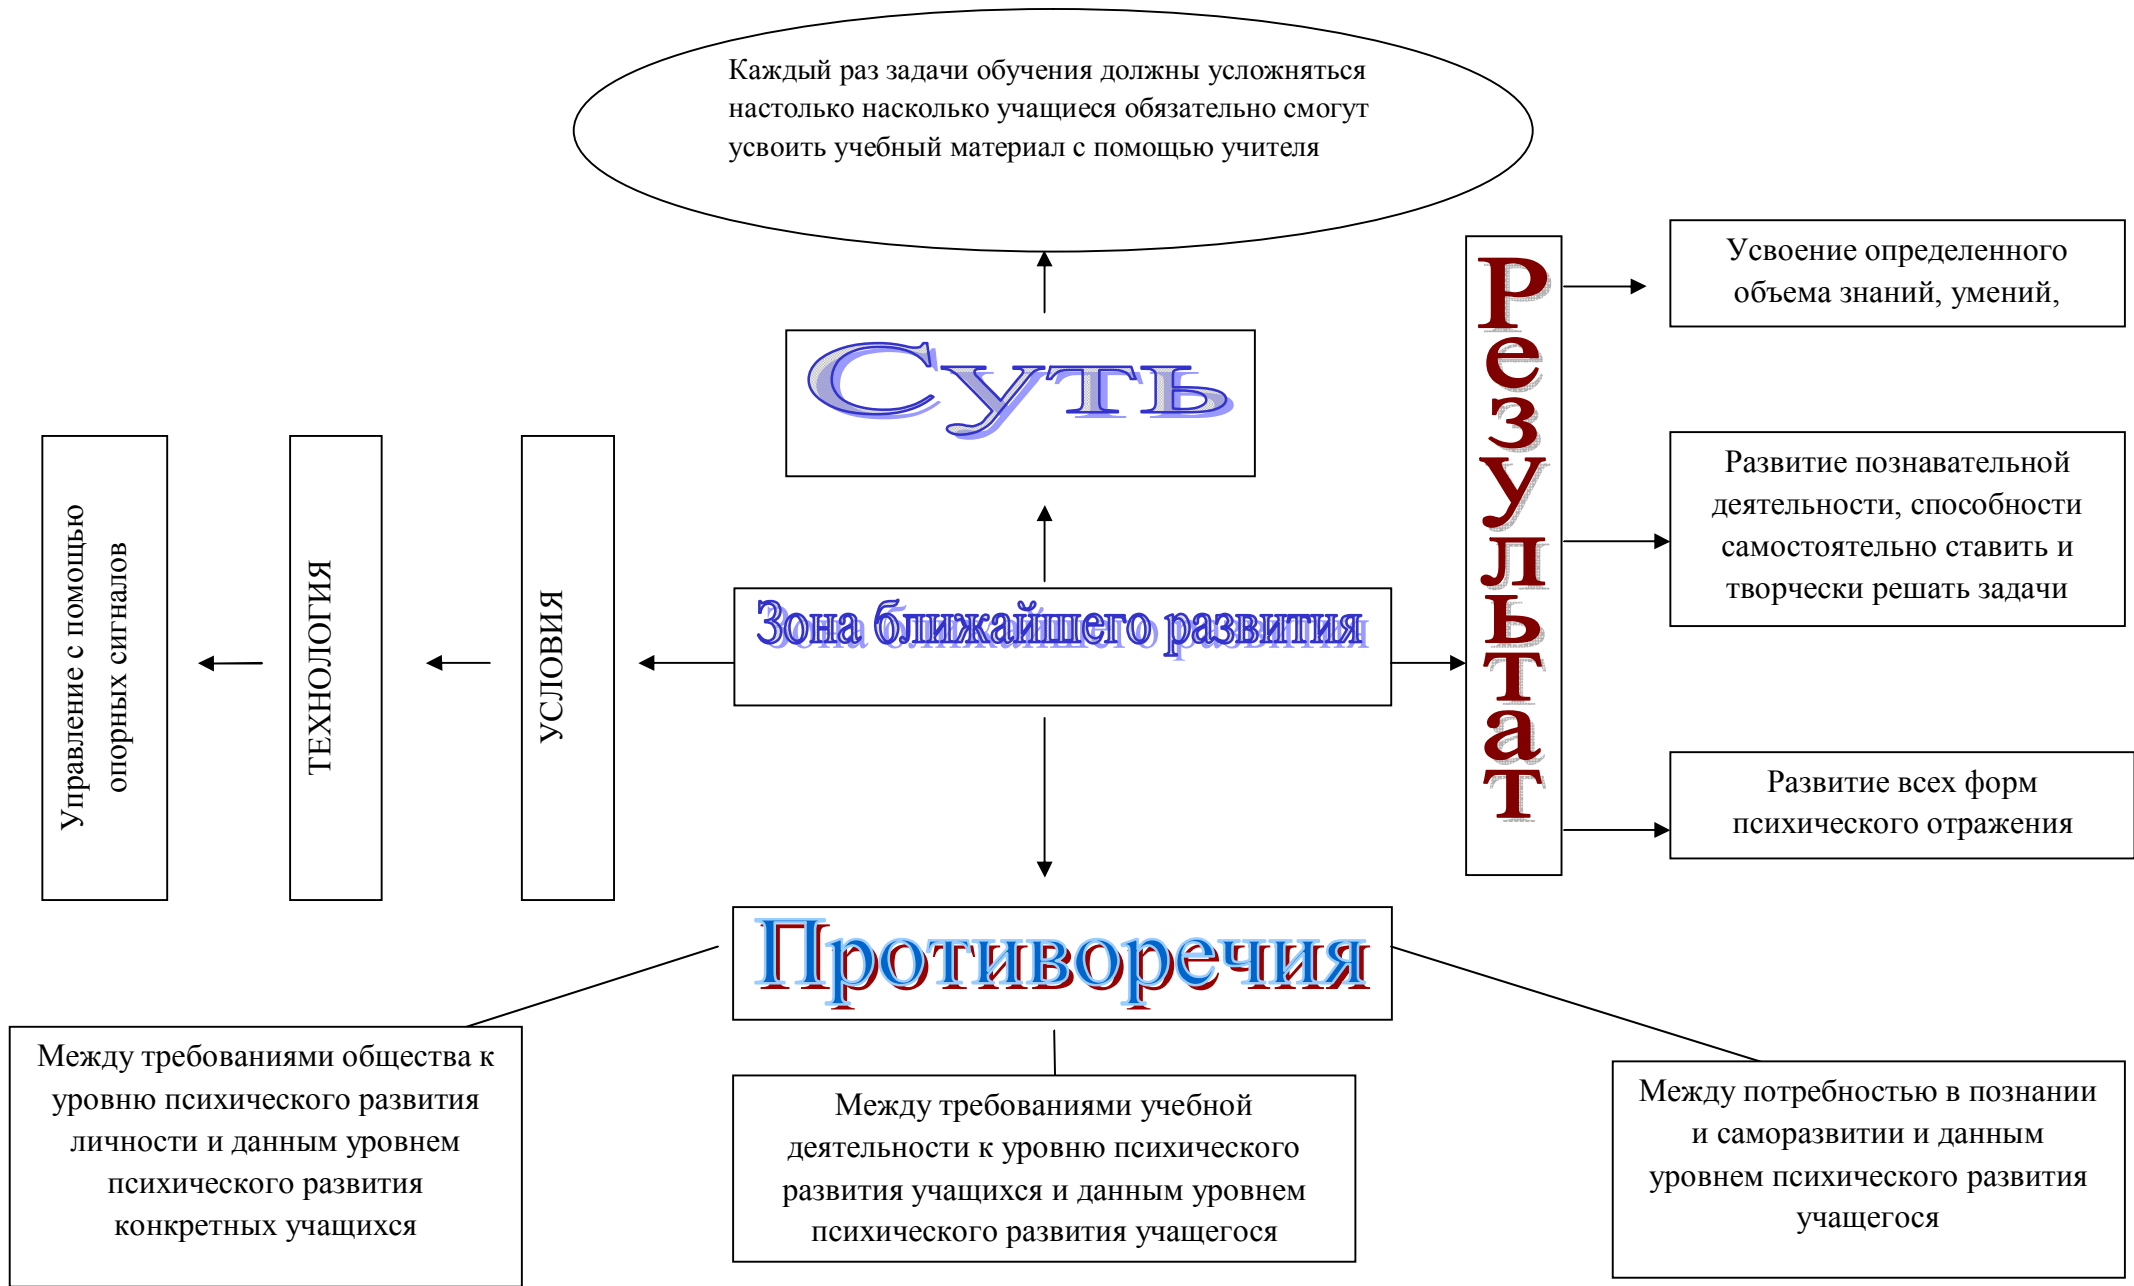 Каждый раз задачи обучения должны усложняться
настолько насколько учащиеся обязательно смогут
усвоить учебный материал с помощью учителя
Суть
Результат
Усвоение определенного
объема знаний, умений,
Развитие познавательной
деятельности, способности
самостоятельно ставить и
творчески решать задачи
Развитие всех форм
психического отражения
Управление с помощью
опорных сигналов
ТЕХНОЛОГИЯ
УСЛОВИЯ
Зона ближайшего развития
Противоречия
Между требованиями общества к
уровню психического развития
личности и данным уровнем
психического развития
конкретных учащихся
Между требованиями учебной
деятельности к уровню психического
развития учащихся и данным уровнем
психического развития учащегося
Между потребностью в познании
и саморазвитии и данным
уровнем психического развития
учащегося